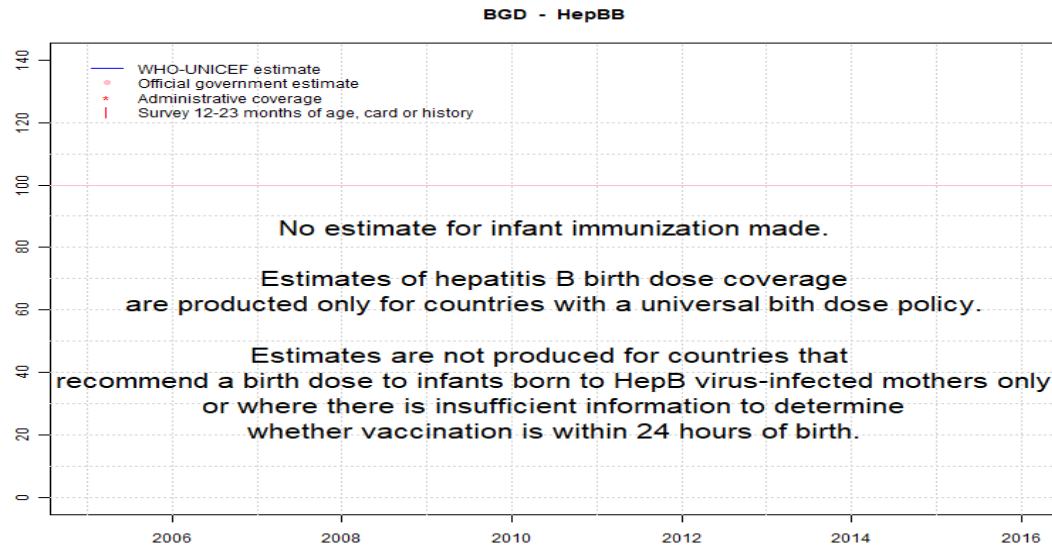 BGD - HepBB
WHO-UNICEF estimate
Official government estimate
Administrative coverage
Survey 12-23 months of age, card or history
140
120
100
80
60
40
20
0
No estimate for infant immunization made.
Estimates of hepatitis B birth dose coverage
are producted only for countries with a universal bith dose policy.
Estimates are not produced for countries that
recommend a birth dose to infants born to HepB virus-infected mothers only
or where there is insufficient information to determine
whether vaccination is within 24 hours of birth.
2006 2008 2010 2012 2014 2016